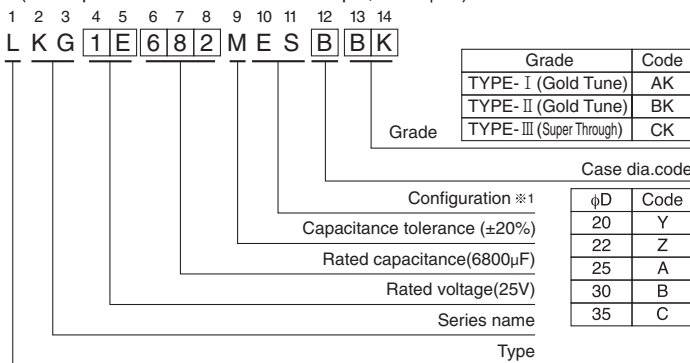 1 2 3 4 5 6 7 8 9 10 11 12 13 14
L K G 1 E 6 8 2 M E S B B K
Grade Code
TYPE-Ⅰ (Gold Tune) AK
TYPE-Ⅱ (Gold Tune) BK
TYPE-Ⅲ (Super Through) CK
Grade
Case dia.code
Configuration ※1
Capacitance tolerance (±20%)
Rated capacitance(6800µF)
Rated voltage(25V)
Series name
Type
ϕD Code
20 Y
22 Z
25 A
30 B
35 C